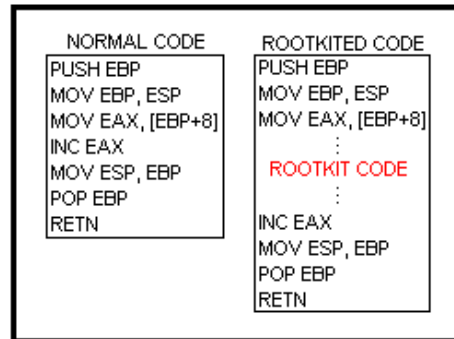 NORMAL CODE
PUSH EBP
MOV EBP, ESP
MOV EAX, [EBP+8]
INC EAX
MOV ESP, EBP
POP EBP
RETN
ROOTKITED CODE
PUSH EBP
MOV EBP, ESP
MOV EAX, [EBP+8]
⋮
ROOTKIT CODE
⋮
INC EAX
MOV ESP, EBP
POP EBP
RETN